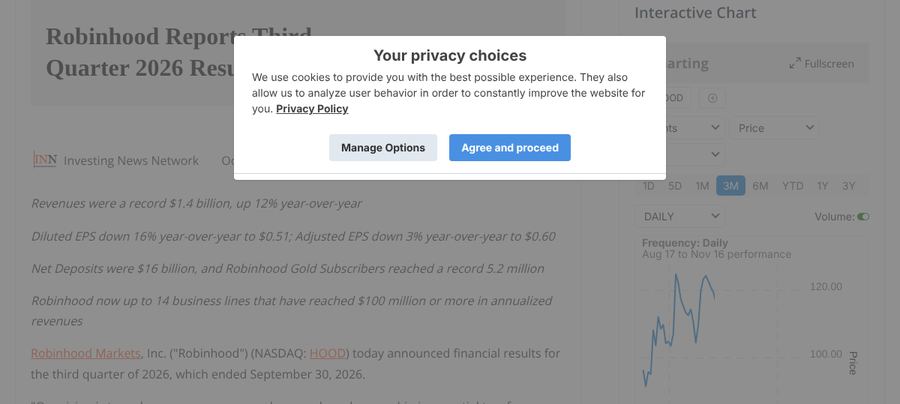 Robinhood Reports Third
Quarter 2026
Investing News Network
Revenues were a record $1.4 billion, up 12% year-over-year
Diluted EPS down 16% year-over-year to $0.51; Adjusted EPS down 3% year-over-year to $0.60
Net Deposits were $16 billion, and Robinhood Gold Subscribers reached a record 5.2 million
Robinhood now up to 14 business lines that have reached $100 million or more in annualized
revenues
Robinhood Markets, Inc. ("Robinhood") (NASDAQ: HOOD) today announced financial results for
the third quarter of 2026, which ended September 30, 2026.
Your privacy choices
We use cookies to provide you with the best possible experience. They also
allow us to analyze user behavior in order to constantly improve the website for
you. Privacy Policy
Manage Options
Agree and proceed
Interactive Chart
Fullscreen
Price
1D 5D 1M 3M 6M YTD 1Y 3Y
DAILY
Volume:
Frequency: Daily
Aug 17 to Nov 16 performance
120.00
100.00
Price